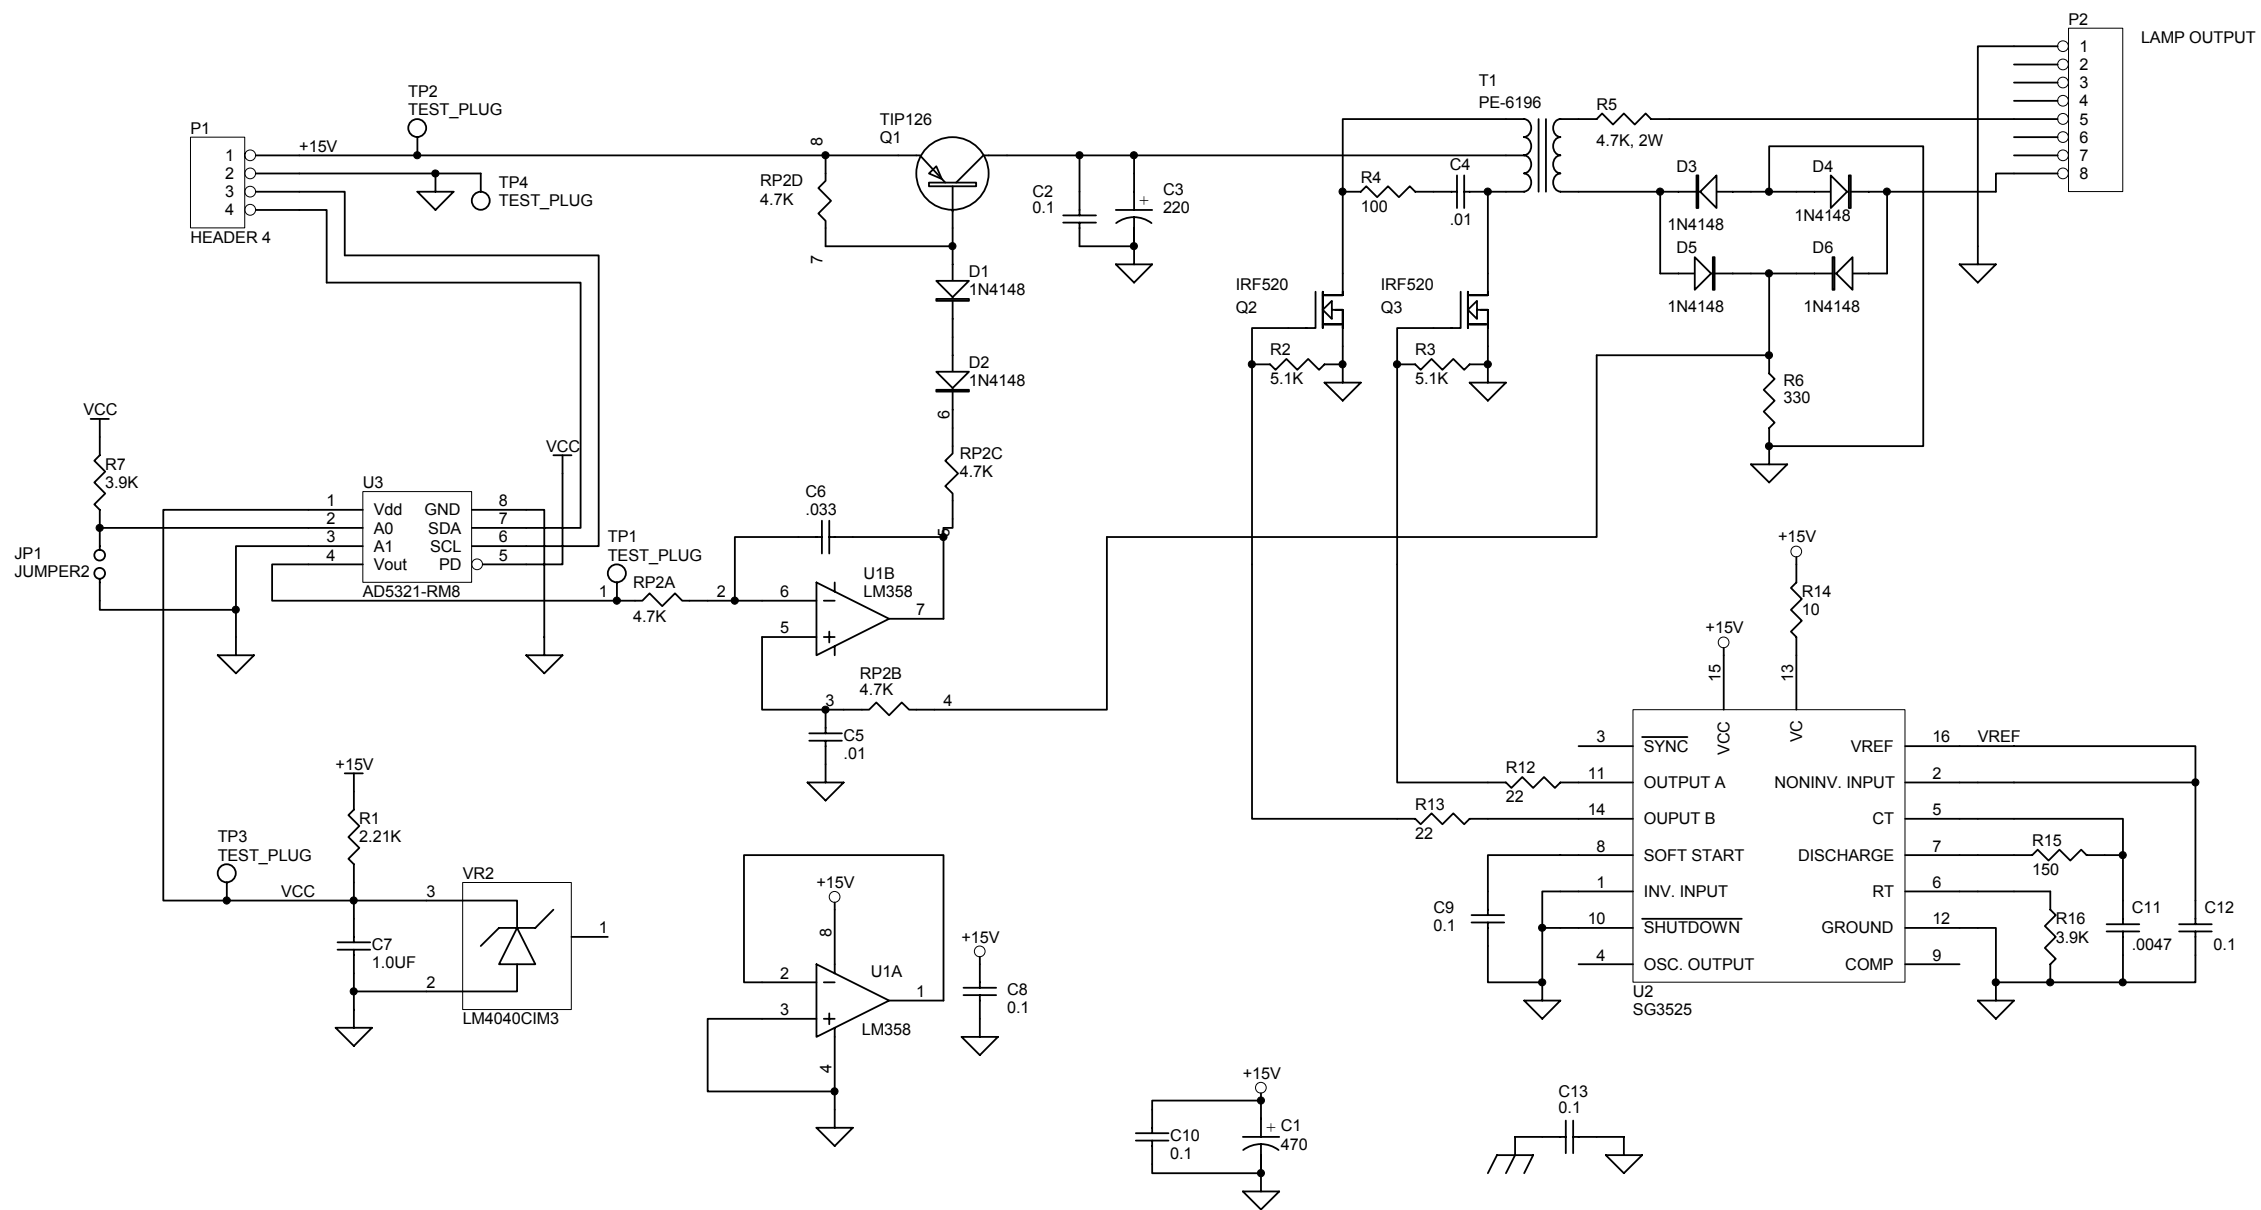 P2
LAMP OUTPUT
1
2
3
4
5
6
7
8
T1
PE-6196
R5
4.7K, 2W
D3
1N4148
D4
1N4148
D5
1N4148
D6
1N4148
TP2
TEST_PLUG
P1
+15V
1
2
3
4
HEADER 4
TP4
TEST_PLUG
8
RP2D
4.7K
7
TIP126
Q1
C2
0.1
+
C3
220
R4
100
C4
.01
D1
1N4148
D2
1N4148
6
RP2C
4.7K
5
IRF520
Q2
IRF520
Q3
R2
5.1K
R3
5.1K
R6
330
VCC
R7
3.9K
JP1
JUMPER2
VCC
U3
1
2
3
4
Vdd
A0
A1
Vout
GND
SDA
SCL
PD
8
7
6
5
AD5321-RM8
TP1
TEST_PLUG
1
RP2A
4.7K
2
C6
.033
U1B
LM358
6
5
7
RP2B
4.7K
3
4
C5
.01
+15V
R1
2.21K
TP3
TEST_PLUG
VCC
3
VR2
1
C7
1.0UF
2
LM4040CIM3
+15V
8
U1A
2
3
1
LM358
4
+15V
C8
0.1
+15V
C10
0.1
+
C1
470
C13
0.1
+15V
R14
10
+15V
15
13
VCC
VC
3
SYNC
11
OUTPUT A
14
OUPUT B
8
SOFT START
1
INV. INPUT
10
SHUTDOWN
4
OSC. OUTPUT
VREF
16
VREF
NONINV. INPUT
2
CT
5
DISCHARGE
7
RT
6
GROUND
12
COMP
9
U2
SG3525
R12
22
R13
22
C9
0.1
R15
150
R16
3.9K
C11
.0047
C12
0.1